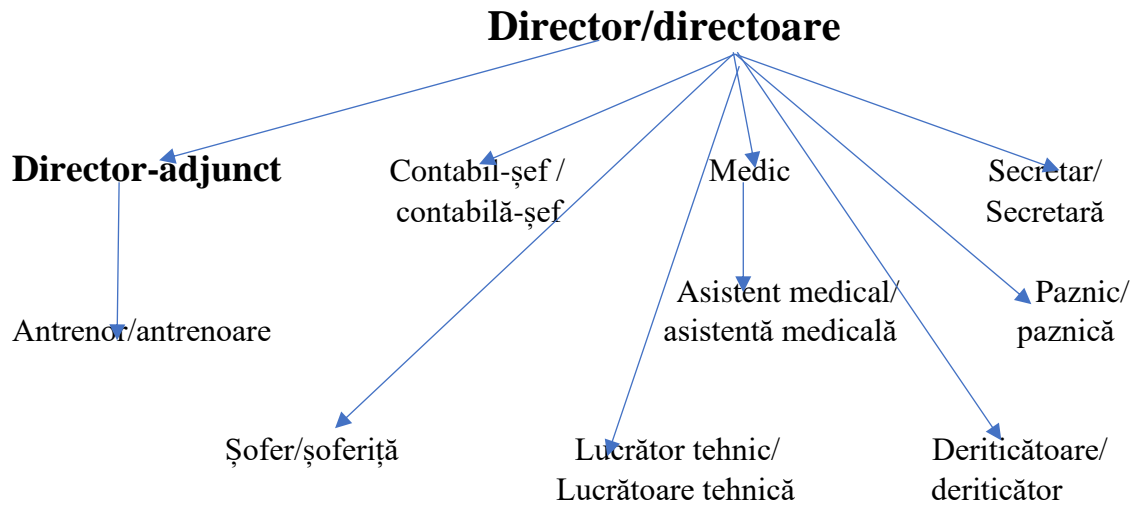 Director/directoare
Director-adjunct
Contabil-șef /
contabilă-șef
Medic
Secretar/
Secretară
Asistent medical/
asistentă medicală
Paznic/
paznică
Antrenor/antrenoare
Șofer/șoferiță
Lucrător tehnic/
Lucrătoare tehnică
Deriticătoare/
deriticător